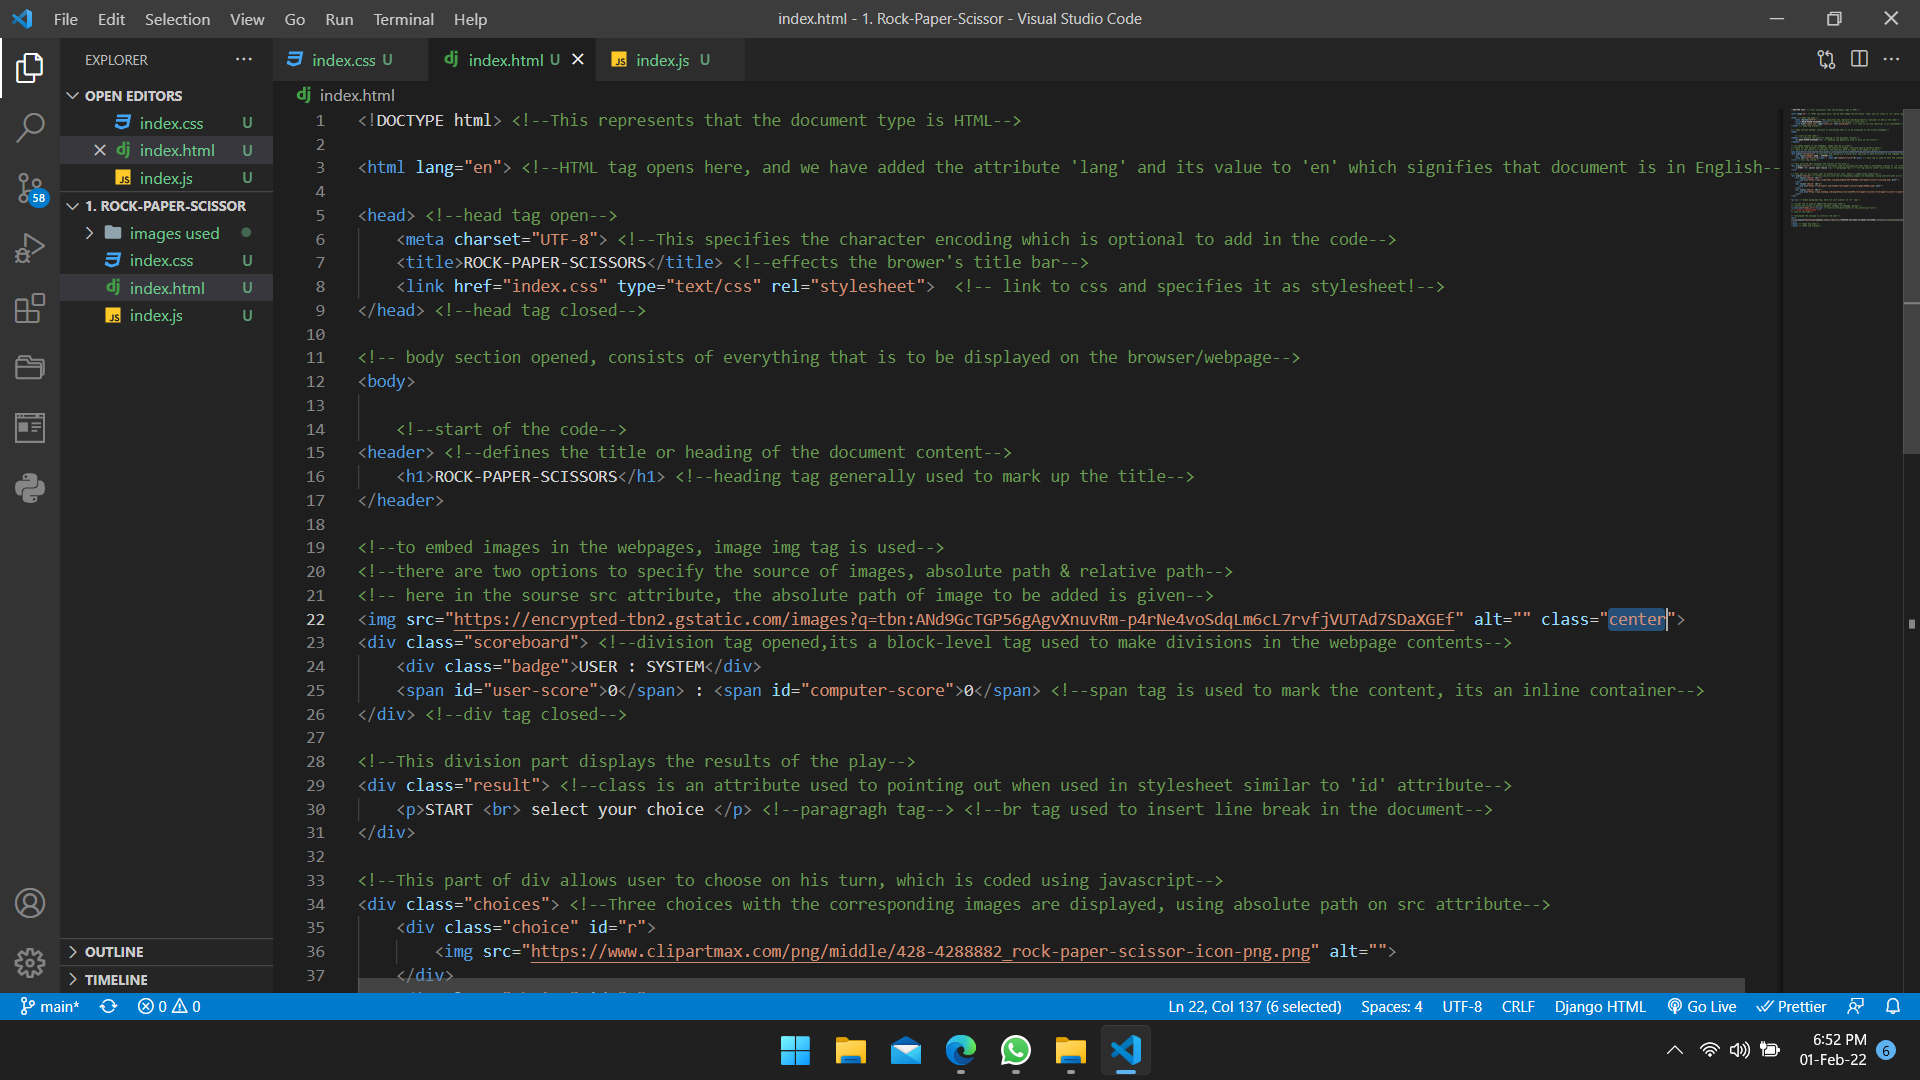 File Edit Selection View Go Run Terminal Help
index.html - 1. Rock-Paper-Scissor - Visual Studio Code
EXPLORER ···
index.css U
index.html U
index.js U
OPEN EDITORS
index.css U
index.html U
index.js U
58
1. ROCK-PAPER-SCISSOR
images used
index.css U
index.html U
index.js U
OUTLINE
TIMELINE
index.html
1 <!DOCTYPE html> <!--This represents that the document type is HTML-->
2
3 <html lang="en"> <!--HTML tag opens here, and we have added the attribute 'lang' and its value to 'en' which signifies that document is in English--
4
5 <head> <!--head tag open-->
6 <meta charset="UTF-8"> <!--This specifies the character encoding which is optional to add in the code-->
7 <title>ROCK-PAPER-SCISSORS</title> <!--effects the brower's title bar-->
8 <link href="index.css" type="text/css" rel="stylesheet"> <!-- link to css and specifies it as stylesheet!-->
9 </head> <!--head tag closed-->
10
11 <!-- body section opened, consists of everything that is to be displayed on the browser/webpage-->
12 <body>
13
14 <!--start of the code-->
15 <header> <!--defines the title or heading of the document content-->
16 <h1>ROCK-PAPER-SCISSORS</h1> <!--heading tag generally used to mark up the title-->
17 </header>
18
19 <!--to embed images in the webpages, image img tag is used-->
20 <!--there are two options to specify the source of images, absolute path & relative path-->
21 <!-- here in the sourse src attribute, the absolute path of image to be added is given-->
22 <img src="https://encrypted-tbn2.gstatic.com/images?q=tbn:ANd9GcTGP56gAgvXnuvRm-p4rNe4voSdqLm6cL7rvfjVUTAd7SDaXGEf" alt="" class="center">
23 <div class="scoreboard"> <!--division tag opened,its a block-level tag used to make divisions in the webpage contents-->
24 <div class="badge">USER : SYSTEM</div>
25 <span id="user-score">0</span> : <span id="computer-score">0</span> <!--span tag is used to mark the content, its an inline container-->
26 </div> <!--div tag closed-->
27
28 <!--This division part displays the results of the play-->
29 <div class="result"> <!--class is an attribute used to pointing out when used in stylesheet similar to 'id' attribute-->
30 <p>START <br> select your choice </p> <!--paragragh tag--> <!--br tag used to insert line break in the document-->
31 </div>
32
33 <!--This part of div allows user to choose on his turn, which is coded using javascript-->
34 <div class="choices"> <!--Three choices with the corresponding images are displayed, using absolute path on src attribute-->
35 <div class="choice" id="r">
36 <img src="https://www.clipartmax.com/png/middle/428-4288882_rock-paper-scissor-icon-png.png" alt="">
37 </div>
main* 0 0 Ln 22, Col 137 (6 selected) Spaces: 4 UTF-8 CRLF Django HTML Go Live Prettier
6:52 PM
01-Feb-22 6